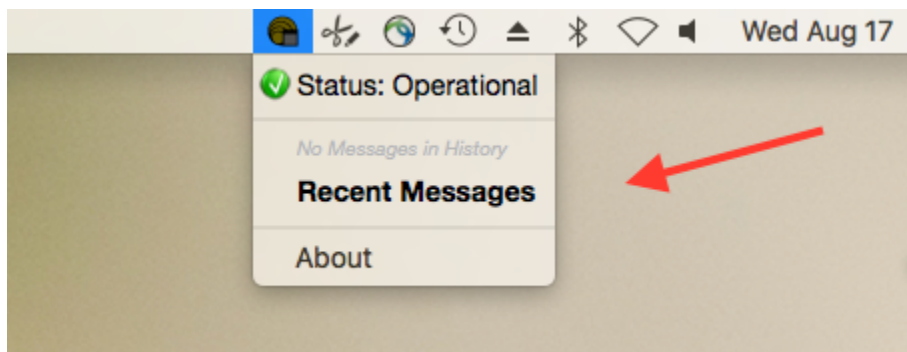 Wed Aug 17
Status: Operational
No Messages in History
Recent Messages
About